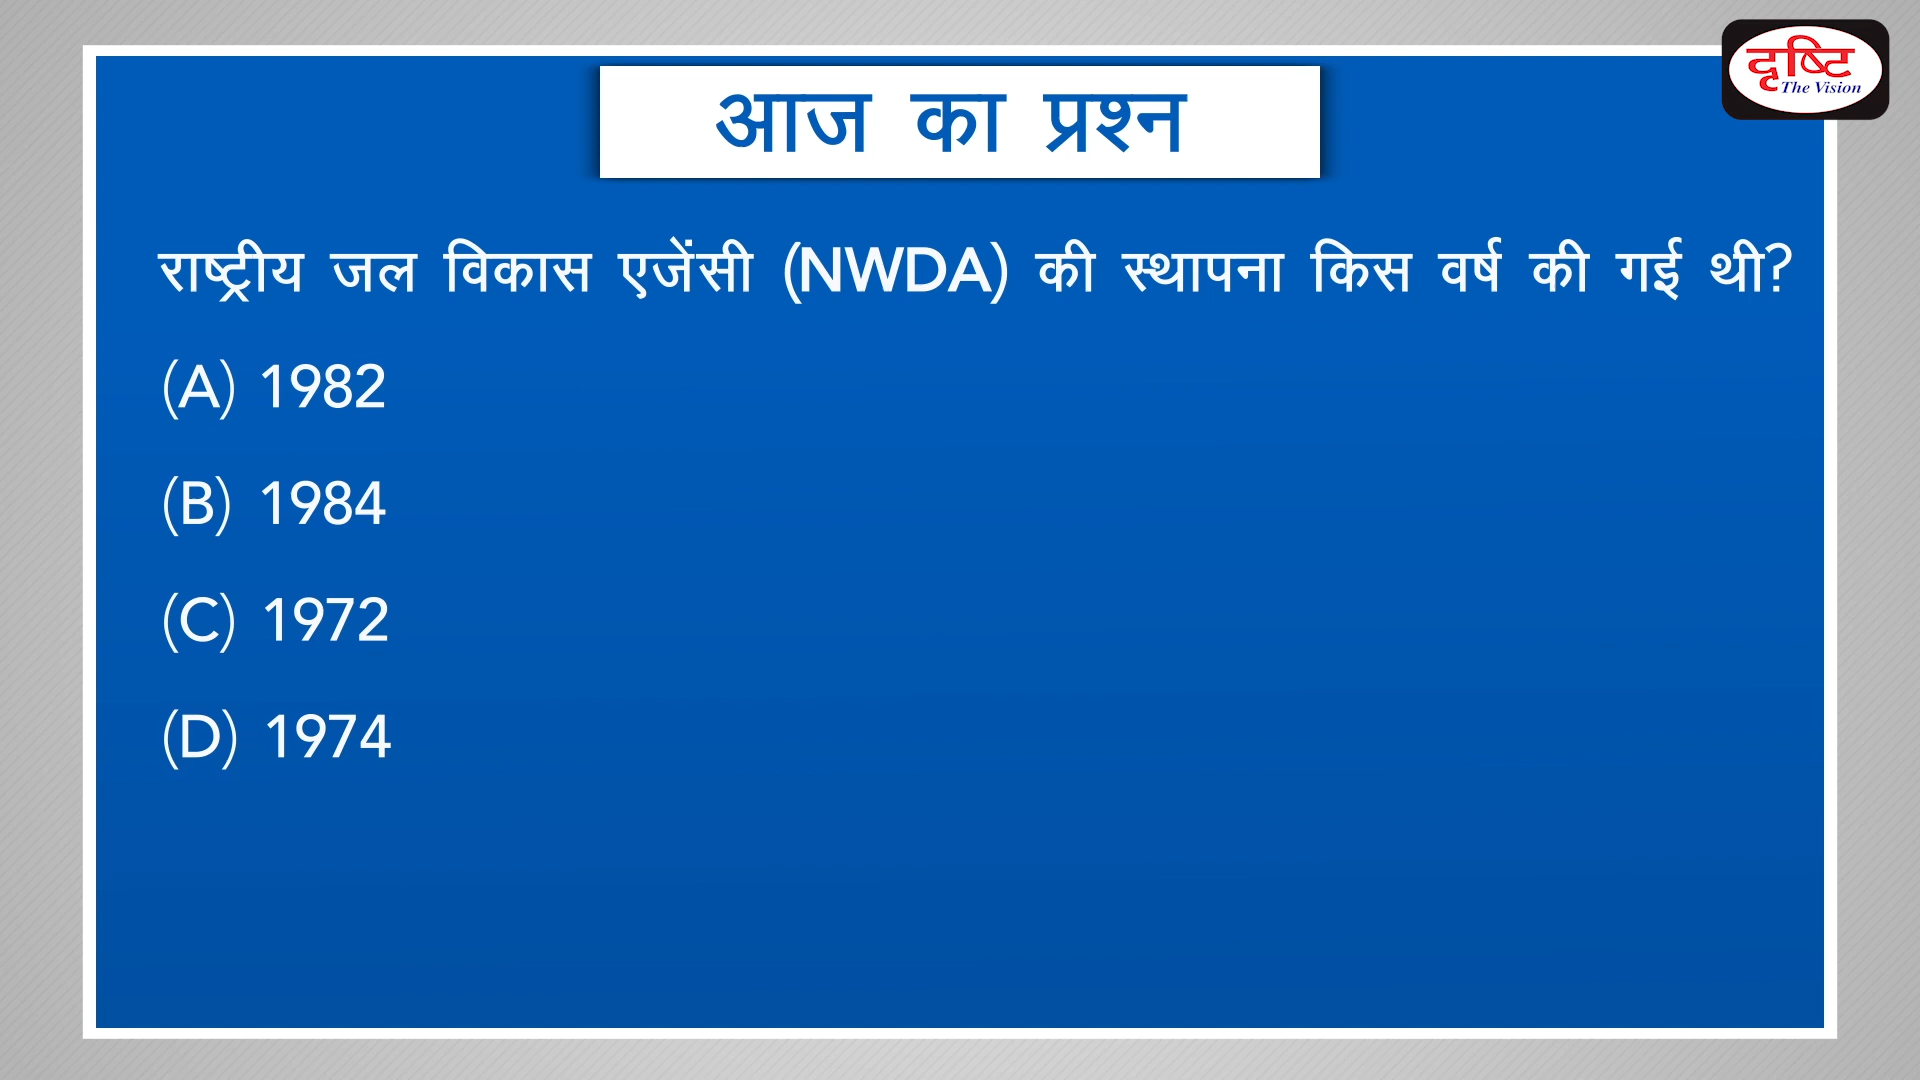 दृष्टि
The Vision
आज का प्रश्न
राष्ट्रीय जल विकास एजेंसी (NWDA) की स्थापना किस वर्ष की गई थी?
(A) 1982
(B) 1984
(C) 1972
(D) 1974